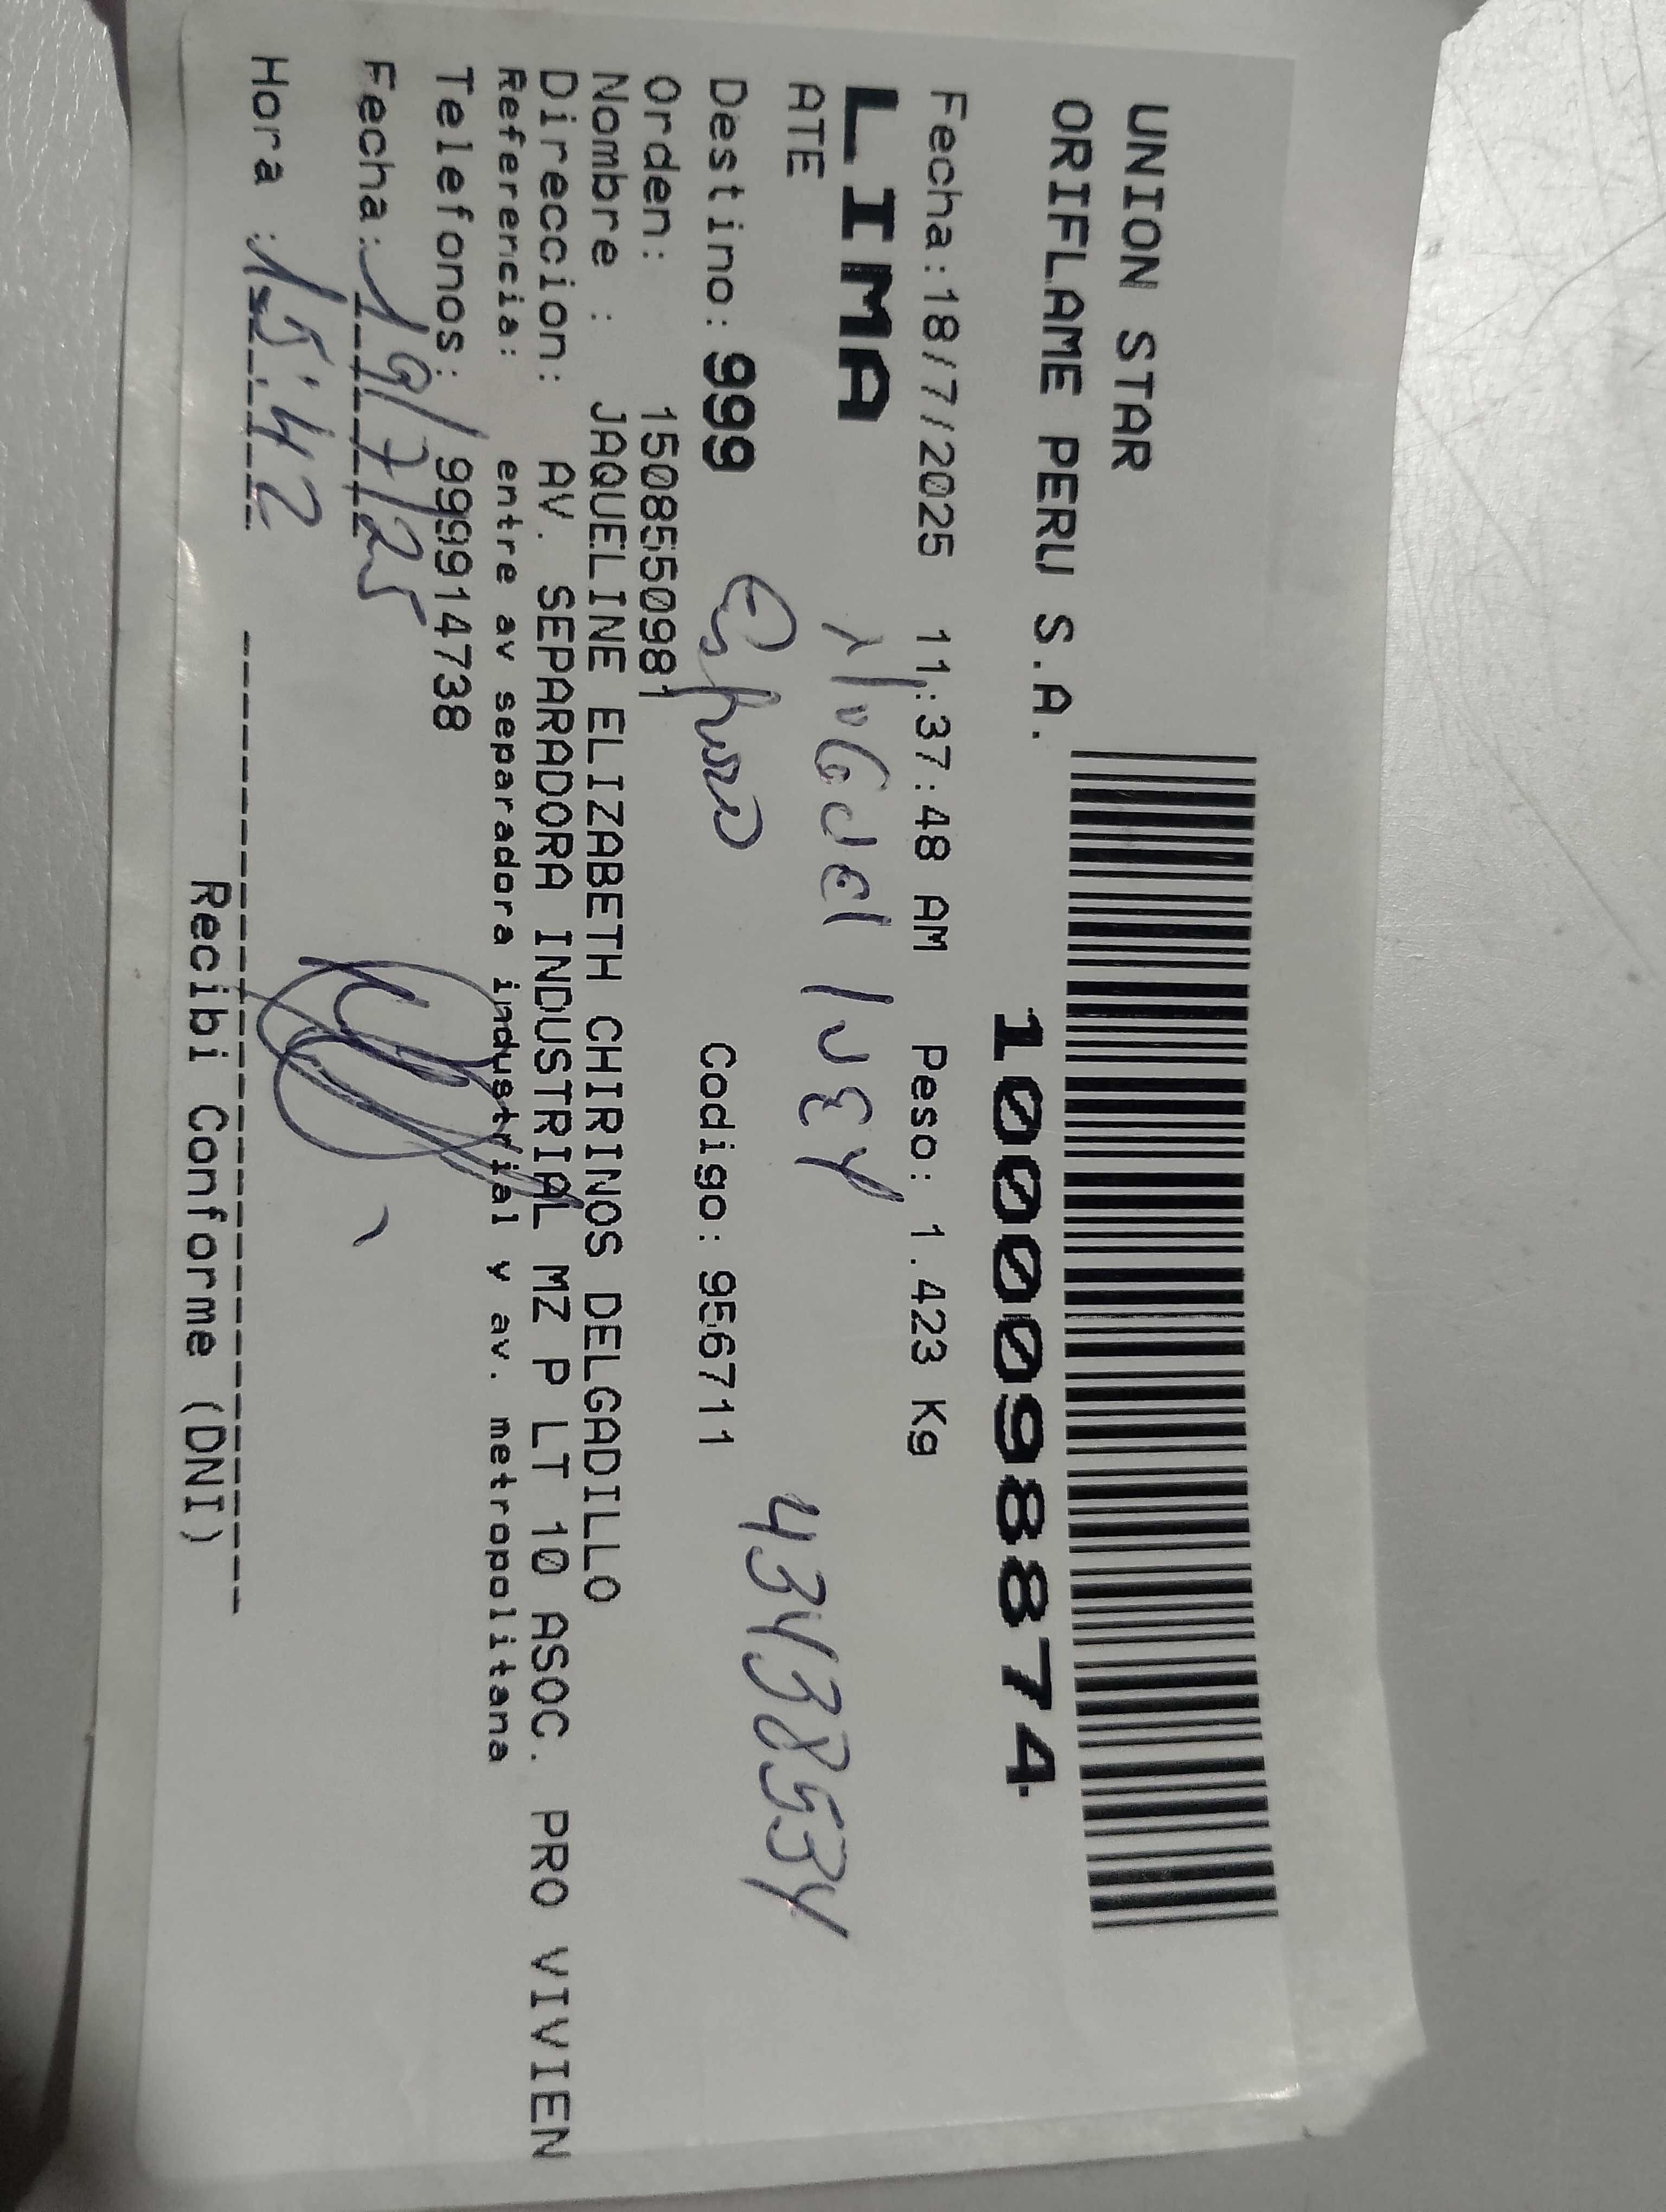 UNION STAR
ORIFLAME PERU S.A.
1000098874
Fecha:18/7/2025 11:37:48 AM Peso: 1.423 Kg
LIMA
ATE
Miguel
43438534
Destino: 999 Esposo Codigo: 956711
Orden: 1508550981
Nombre : JAQUELINE ELIZABETH CHIRINOS DELGADILLO
Direccion: AV. SEPARADORA INDUSTRIAL MZ P LT 10 ASOC. PRO VIVIEN
Referencia: entre av separadora industrial y av. metropolitana
Telefonos: 999914738
Fecha: 19/7/25
Hora : 15:42
Recibi Conforme (DNI)